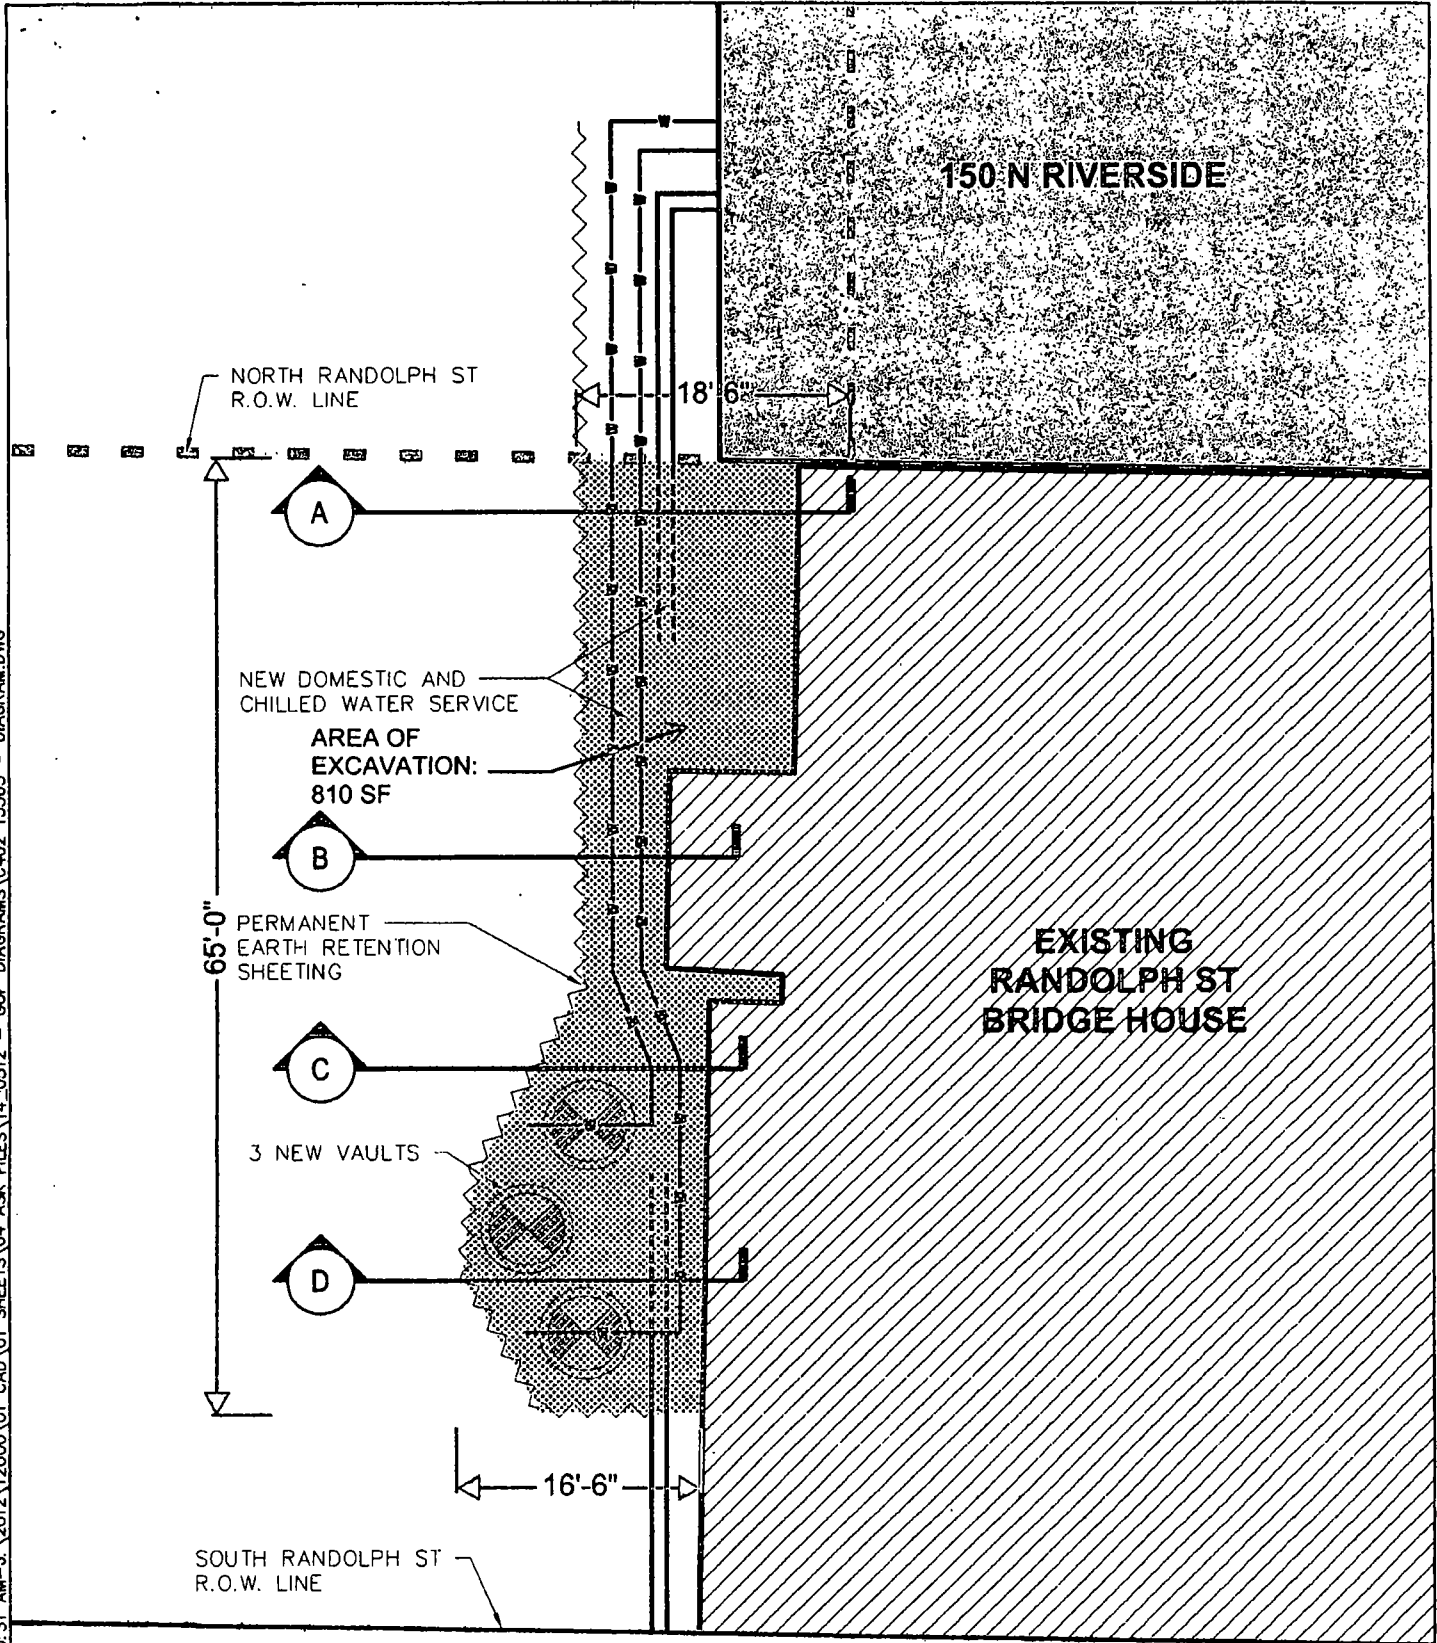 150 N RIVERSIDE
NORTH RANDOLPH ST
R.O.W. LINE
18'6"
A
NEW DOMESTIC AND
CHILLED WATER SERVICE
AREA OF
EXCAVATION:
810 SF
B
65'-0"
PERMANENT
EARTH RETENTION
SHEETING
EXISTING
RANDOLPH ST
BRIDGE HOUSE
C
3 NEW VAULTS
D
16'-6"
SOUTH RANDOLPH ST
R.O.W. LINE